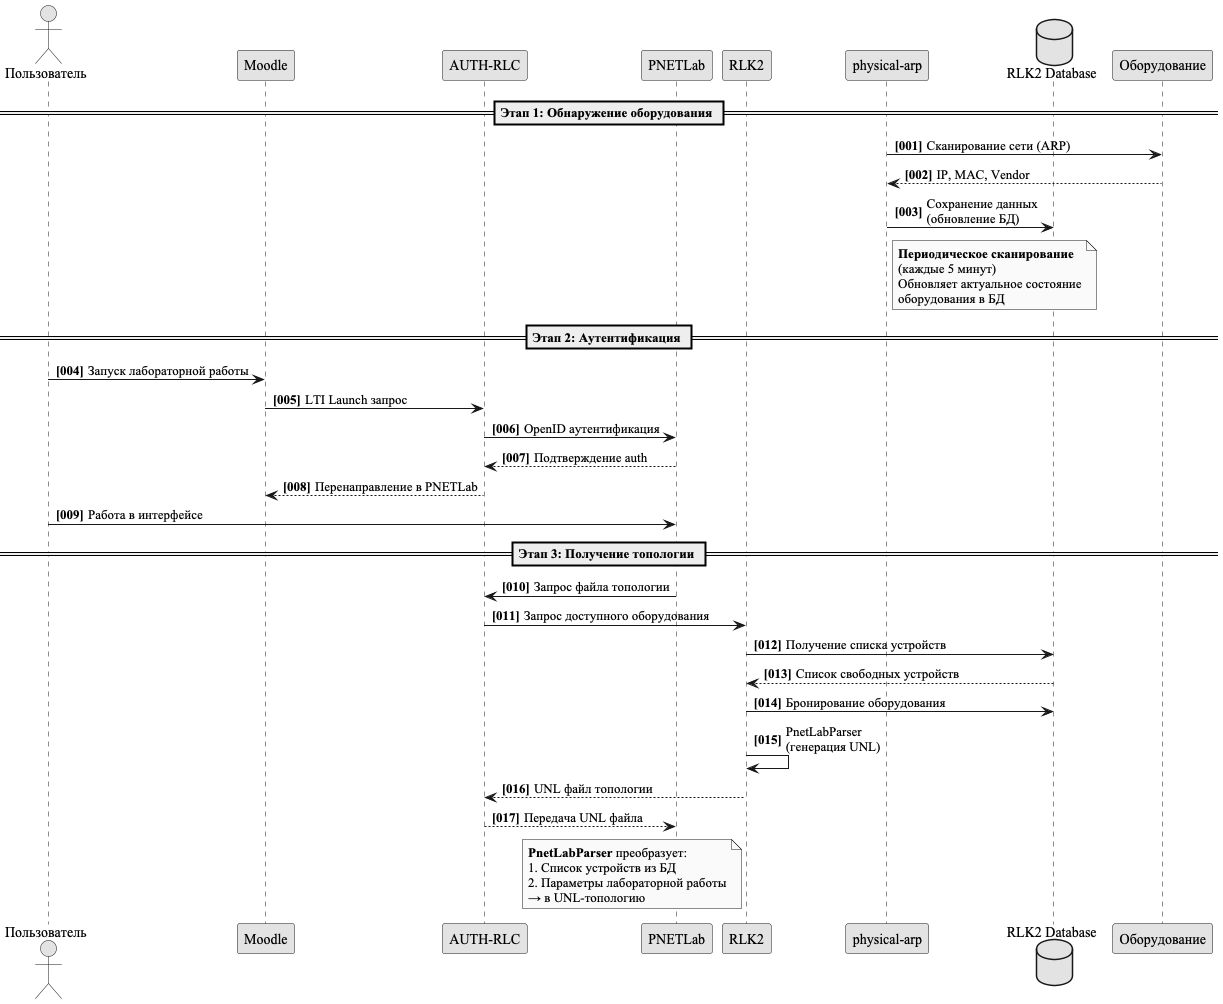 Пользователь
Moodle
AUTH-RLC
PNETLab
RLK2
physical-arp
RLK2 Database
Оборудование
Этап 1: Обнаружение оборудования
[001] Сканирование сети (ARP)
[002] IP, MAC, Vendor
[003] Сохранение данных
(обновление БД)
Периодическое сканирование
(каждые 5 минут)
Обновляет актуальное состояние
оборудования в БД
Этап 2: Аутентификация
[004] Запуск лабораторной работы
[005] LTI Launch запрос
[006] OpenID аутентификация
[007] Подтверждение auth
[008] Перенаправление в PNETLab
[009] Работа в интерфейсе
Этап 3: Получение топологии
[010] Запрос файла топологии
[011] Запрос доступного оборудования
[012] Получение списка устройств
[013] Список свободных устройств
[014] Бронирование оборудования
[015] PnetLabParser
(генерация UNL)
[016] UNL файл топологии
[017] Передача UNL файла
PnetLabParser преобразует:
1. Список устройств из БД
2. Параметры лабораторной работы
→ в UNL-топологию
Пользователь
Moodle
AUTH-RLC
PNETLab
RLK2
physical-arp
RLK2 Database
Оборудование